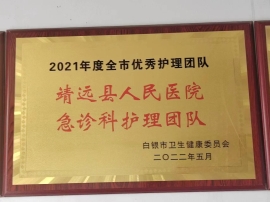 2021年度全市优秀护理团队
靖远县人民医院
急诊科护理团队
白银市卫生健康委员会
二〇二二年五月